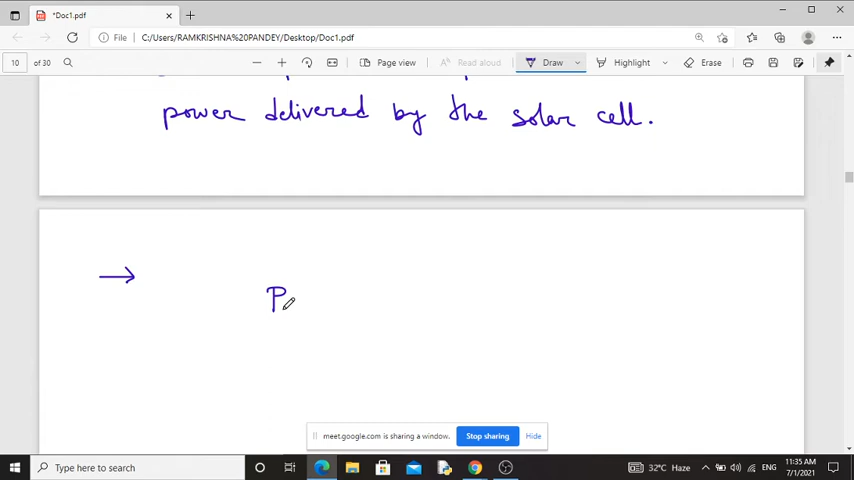 *Doc1.pdf
File
C:/Users/RAMKRISHNA%20PANDEY/Desktop/Doc1.pdf
10 of 30
Page view
Read aloud
Draw
Highlight
Erase
power delivered by the solar cell.
→
P
meet.google.com is sharing a window.
Stop sharing
Hide
Type here to search
32°C Haze
ENG
11:35 AM
7/1/2021